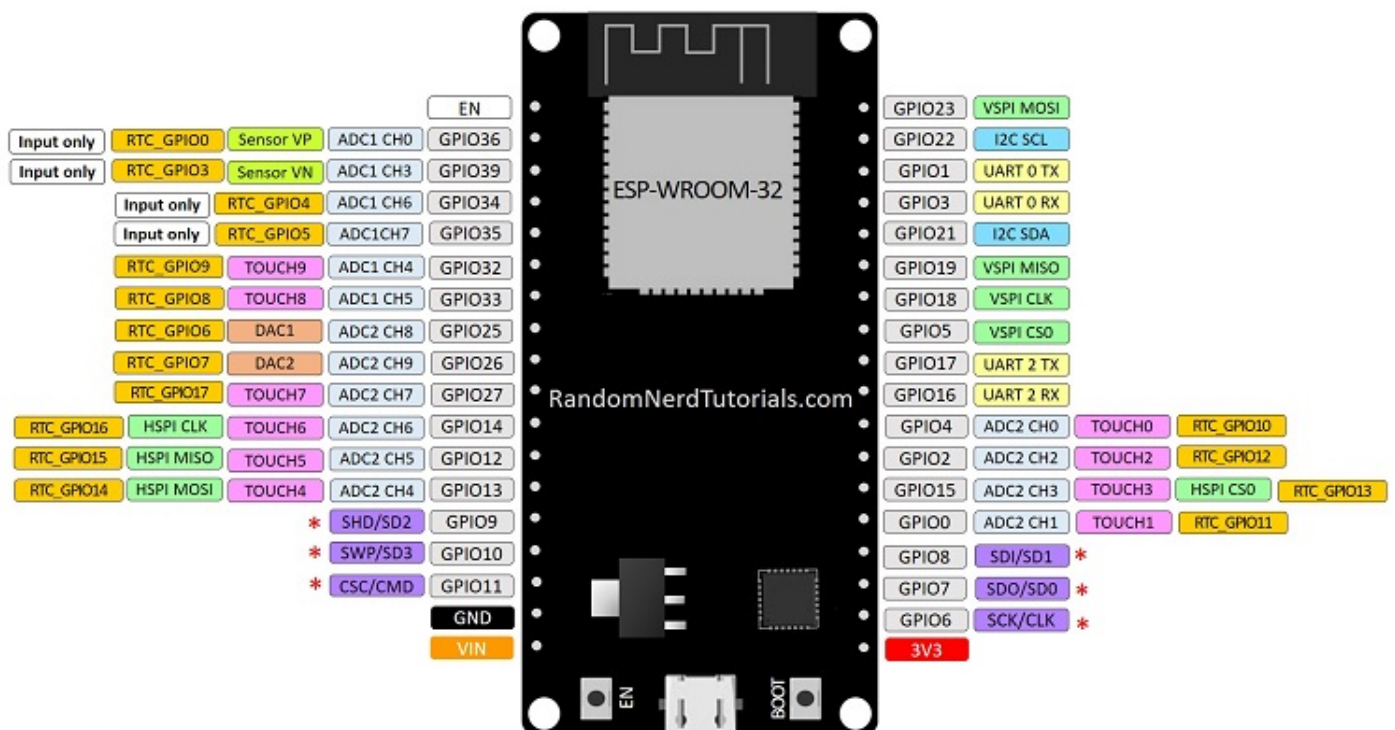 EN GPIO23 VSPI MOSI
Input only RTC_GPIO0 Sensor VP ADC1 CH0 GPIO36 GPIO22 I2C SCL
Input only RTC_GPIO3 Sensor VN ADC1 CH3 GPIO39 GPIO1 UART 0 TX
Input only RTC_GPIO4 ADC1 CH6 GPIO34 ESP-WROOM-32 GPIO3 UART 0 RX
Input only RTC_GPIO5 ADC1CH7 GPIO35 GPIO21 I2C SDA
RTC_GPIO9 TOUCH9 ADC1 CH4 GPIO32 GPIO19 VSPI MISO
RTC_GPIO8 TOUCH8 ADC1 CH5 GPIO33 GPIO18 VSPI CLK
RTC_GPIO6 DAC1 ADC2 CH8 GPIO25 GPIO5 VSPI CS0
RTC_GPIO7 DAC2 ADC2 CH9 GPIO26 GPIO17 UART 2 TX
RTC_GPIO17 TOUCH7 ADC2 CH7 GPIO27 RandomNerdTutorials.com GPIO16 UART 2 RX
RTC_GPIO16 HSPI CLK TOUCH6 ADC2 CH6 GPIO14 GPIO4 ADC2 CH0 TOUCH0 RTC_GPIO10
RTC_GPIO15 HSPI MISO TOUCH5 ADC2 CH5 GPIO12 GPIO2 ADC2 CH2 TOUCH2 RTC_GPIO12
RTC_GPIO14 HSPI MOSI TOUCH4 ADC2 CH4 GPIO13 GPIO15 ADC2 CH3 TOUCH3 HSPI CS0 RTC_GPIO13
* SHD/SD2 GPIO9 GPIO0 ADC2 CH1 TOUCH1 RTC_GPIO11
* SWP/SD3 GPIO10 GPIO8 SDI/SD1 *
* CSC/CMD GPIO11 GPIO7 SDO/SD0 *
GND GPIO6 SCK/CLK *
VIN 3V3
EN BOOT